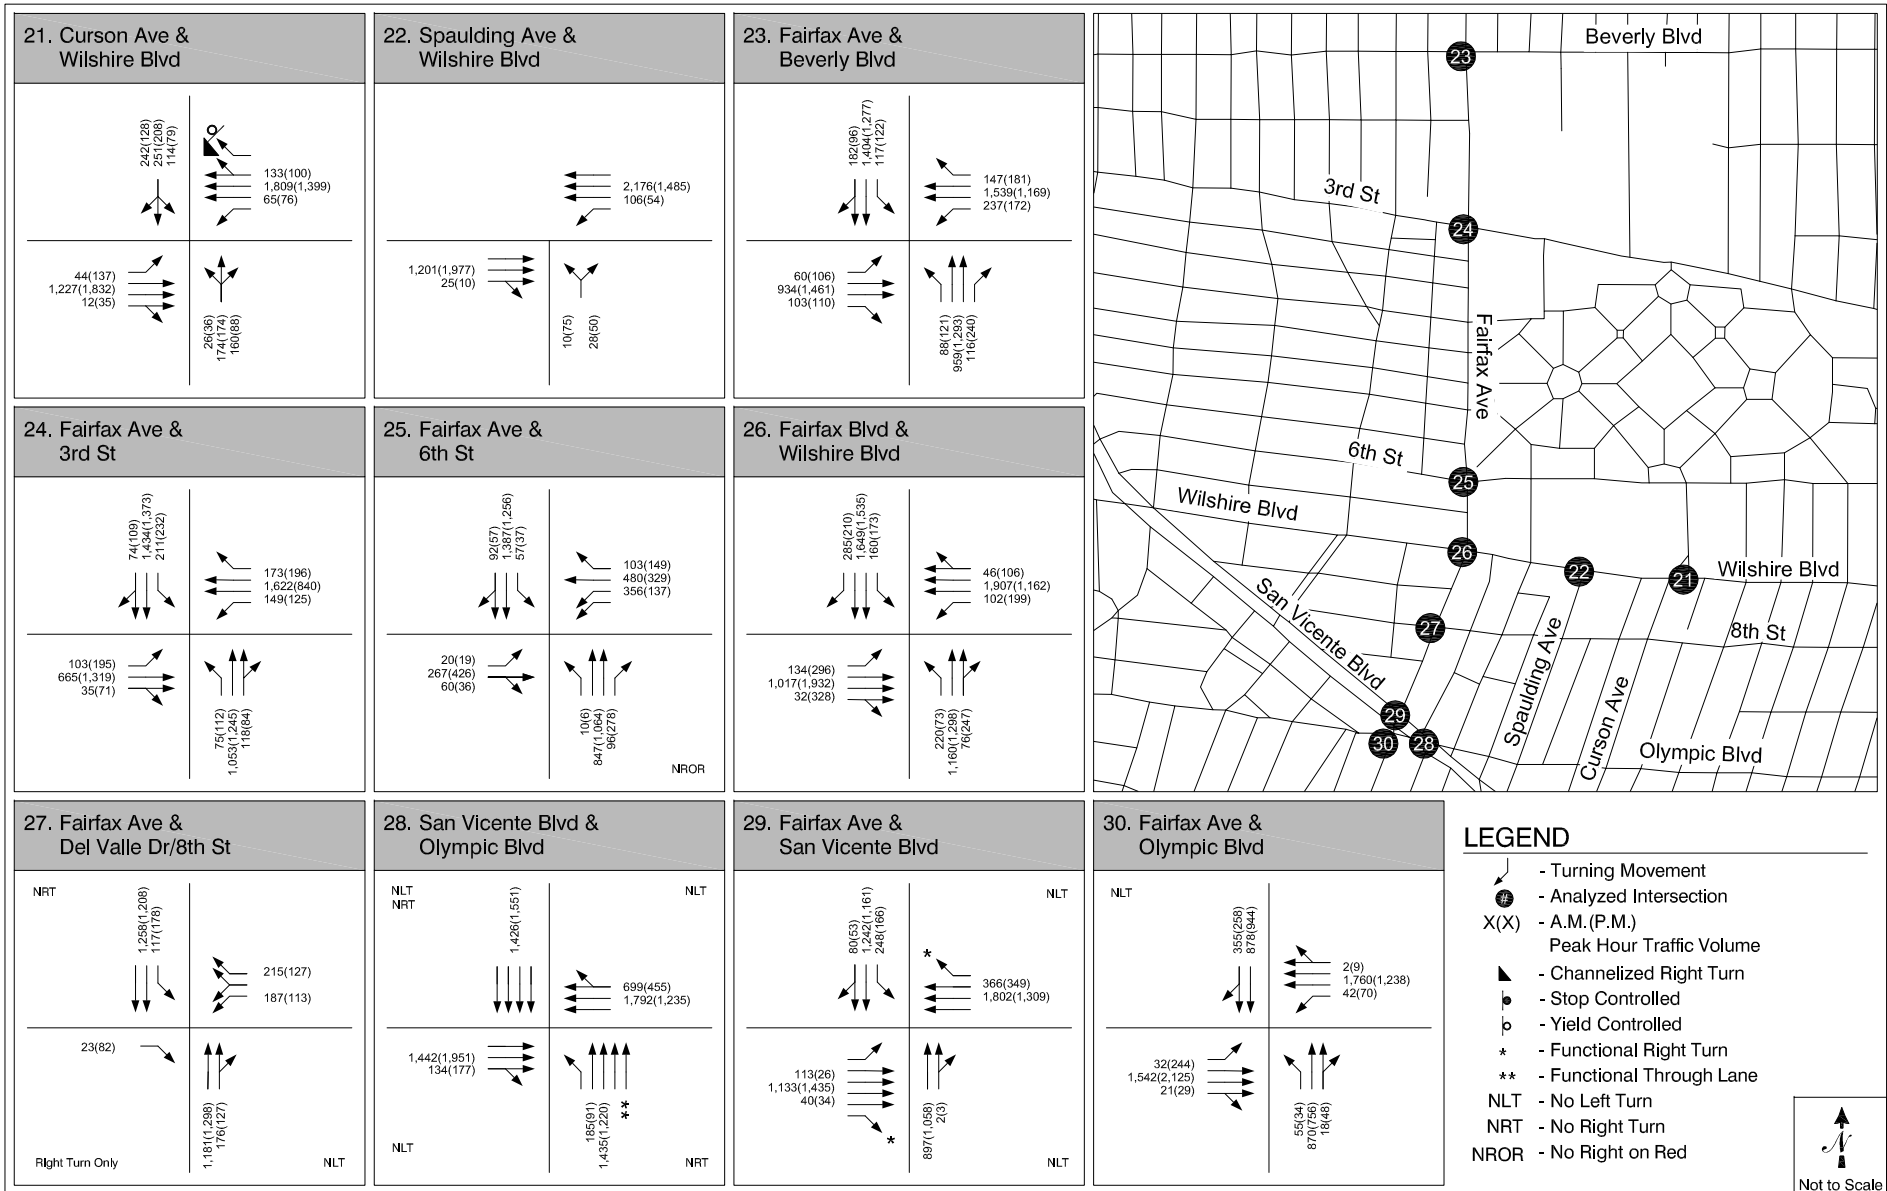 21. Curson Ave &
Wilshire Blvd
242(128)
251(208)
114(79)
133(100)
1,809(1,399)
65(76)
44(137)
1,227(1,832)
12(35)
26(36)
174(174)
160(88)
22. Spaulding Ave &
Wilshire Blvd
2,176(1,485)
106(54)
1,201(1,977)
25(10)
10(75)
28(50)
23. Fairfax Ave &
Beverly Blvd
182(96)
1,404(1,277)
117(122)
147(181)
1,539(1,169)
237(172)
60(106)
934(1,461)
103(110)
88(121)
959(1,293)
116(240)
24. Fairfax Ave &
3rd St
74(109)
1,434(1,373)
211(232)
173(196)
1,622(840)
149(125)
103(195)
665(1,319)
35(71)
75(112)
1,053(1,245)
118(84)
25. Fairfax Ave &
6th St
92(57)
1,387(1,256)
57(37)
103(149)
480(329)
356(137)
20(19)
267(426)
60(36)
10(6)
847(1,064)
96(278)
NROR
26. Fairfax Blvd &
Wilshire Blvd
285(210)
1,649(1,535)
160(173)
46(106)
1,907(1,162)
102(199)
134(296)
1,017(1,932)
32(328)
220(73)
1,160(1,298)
76(247)
27. Fairfax Ave &
Del Valle Dr/8th St
NRT
1,258(1,208)
117(178)
215(127)
187(113)
23(82)
1,181(1,298)
176(127)
Right Turn Only
NLT
28. San Vicente Blvd &
Olympic Blvd
NLT
NRT
NLT
1,426(1,551)
699(455)
1,792(1,235)
1,442(1,951)
134(177)
185(91)
1,435(1,220)
**
NLT
NRT
29. Fairfax Ave &
San Vicente Blvd
NLT
80(53)
1,242(1,161)
248(166)
*
366(349)
1,802(1,309)
113(26)
1,133(1,435)
40(34)
*
897(1,058)
2(3)
NLT
30. Fairfax Ave &
Olympic Blvd
NLT
355(258)
878(944)
2(9)
1,760(1,238)
42(70)
32(244)
1,542(2,125)
21(29)
55(34)
870(756)
18(48)
Beverly Blvd
23
3rd St
24
Fairfax Ave
6th St
25
Wilshire Blvd
26
22
21
Wilshire Blvd
San Vicente Blvd
27
8th St
Spaulding Ave
Curson Ave
29
30
28
Olympic Blvd
LEGEND
- Turning Movement
# - Analyzed Intersection
X(X) - A.M.(P.M.)
Peak Hour Traffic Volume
- Channelized Right Turn
- Stop Controlled
- Yield Controlled
* - Functional Right Turn
** - Functional Through Lane
NLT - No Left Turn
NRT - No Right Turn
NROR - No Right on Red
N
Not to Scale